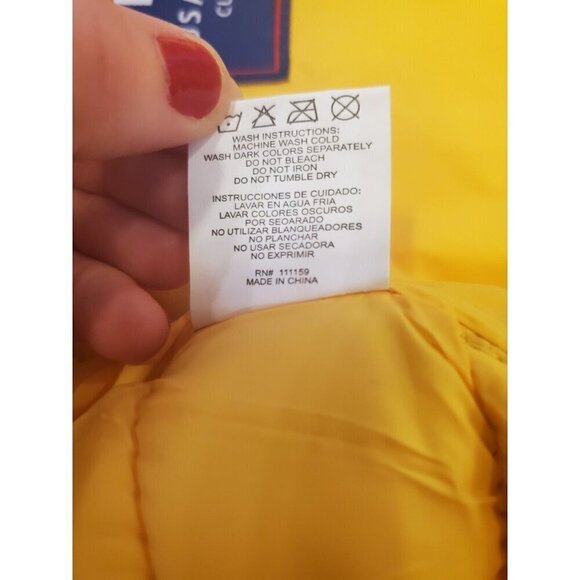 USA
CU
WASH INSTRUCTIONS:
MACHINE WASH COLD
WASH DARK COLORS SEPARATELY
DO NOT BLEACH
DO NOT IRON
DO NOT TUMBLE DRY
INSTRUCCIONES DE CUIDADO:
LAVAR EN AGUA FRIA
LAVAR COLORES OSCUROS
POR SEOARADO
NO UTILIZAR BLANQUEADORES
NO PLANCHAR
NO USAR SECADORA
NO EXPRIMIR
RN# 111159
MADE IN CHINA